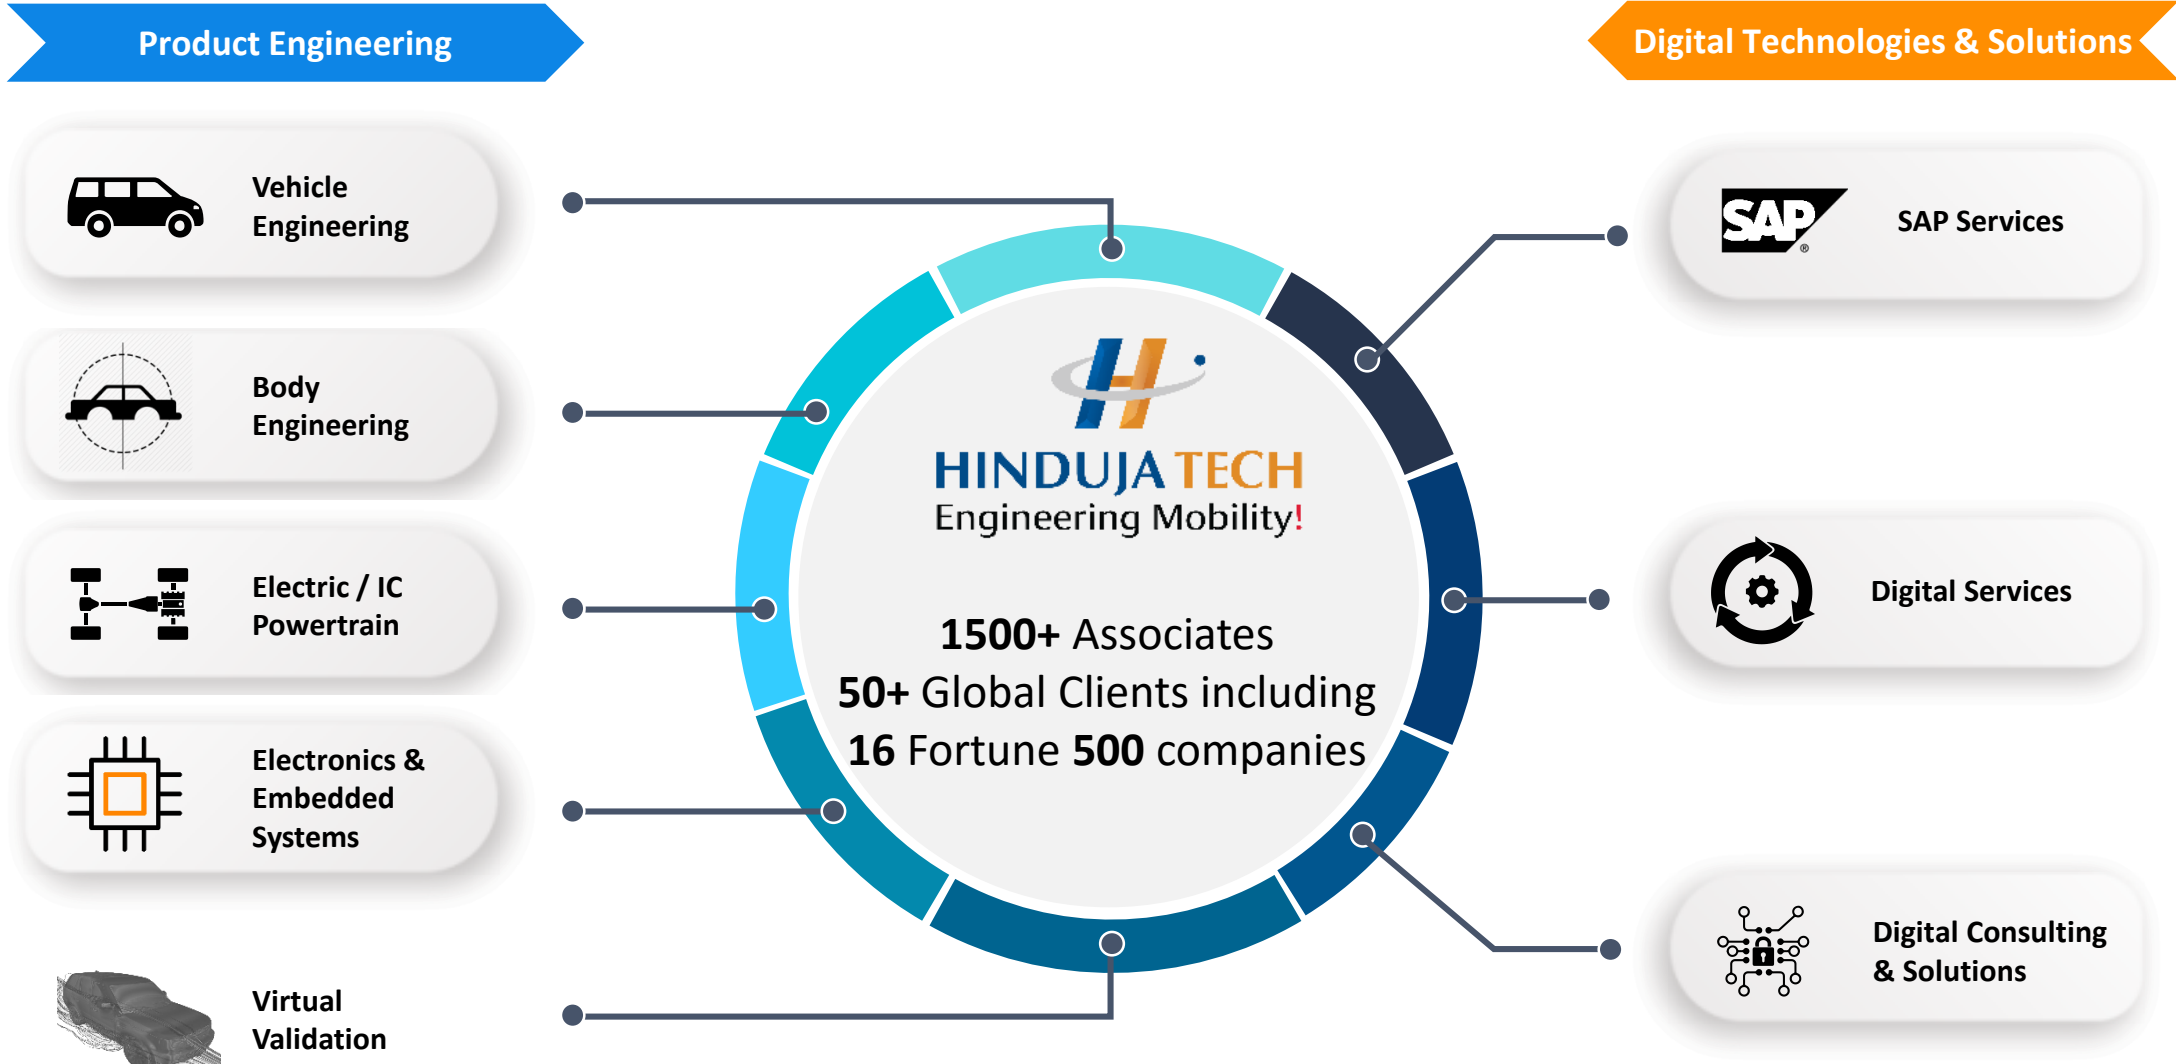 Product Engineering
Digital Technologies & Solutions
Vehicle
Engineering
Body
Engineering
Electric / IC
Powertrain
Electronics &
Embedded
Systems
Virtual
Validation
HINDUJA TECH
Engineering Mobility!
1500+ Associates
50+ Global Clients including
16 Fortune 500 companies
SAP
®
SAP Services
Digital Services
Digital Consulting
& Solutions